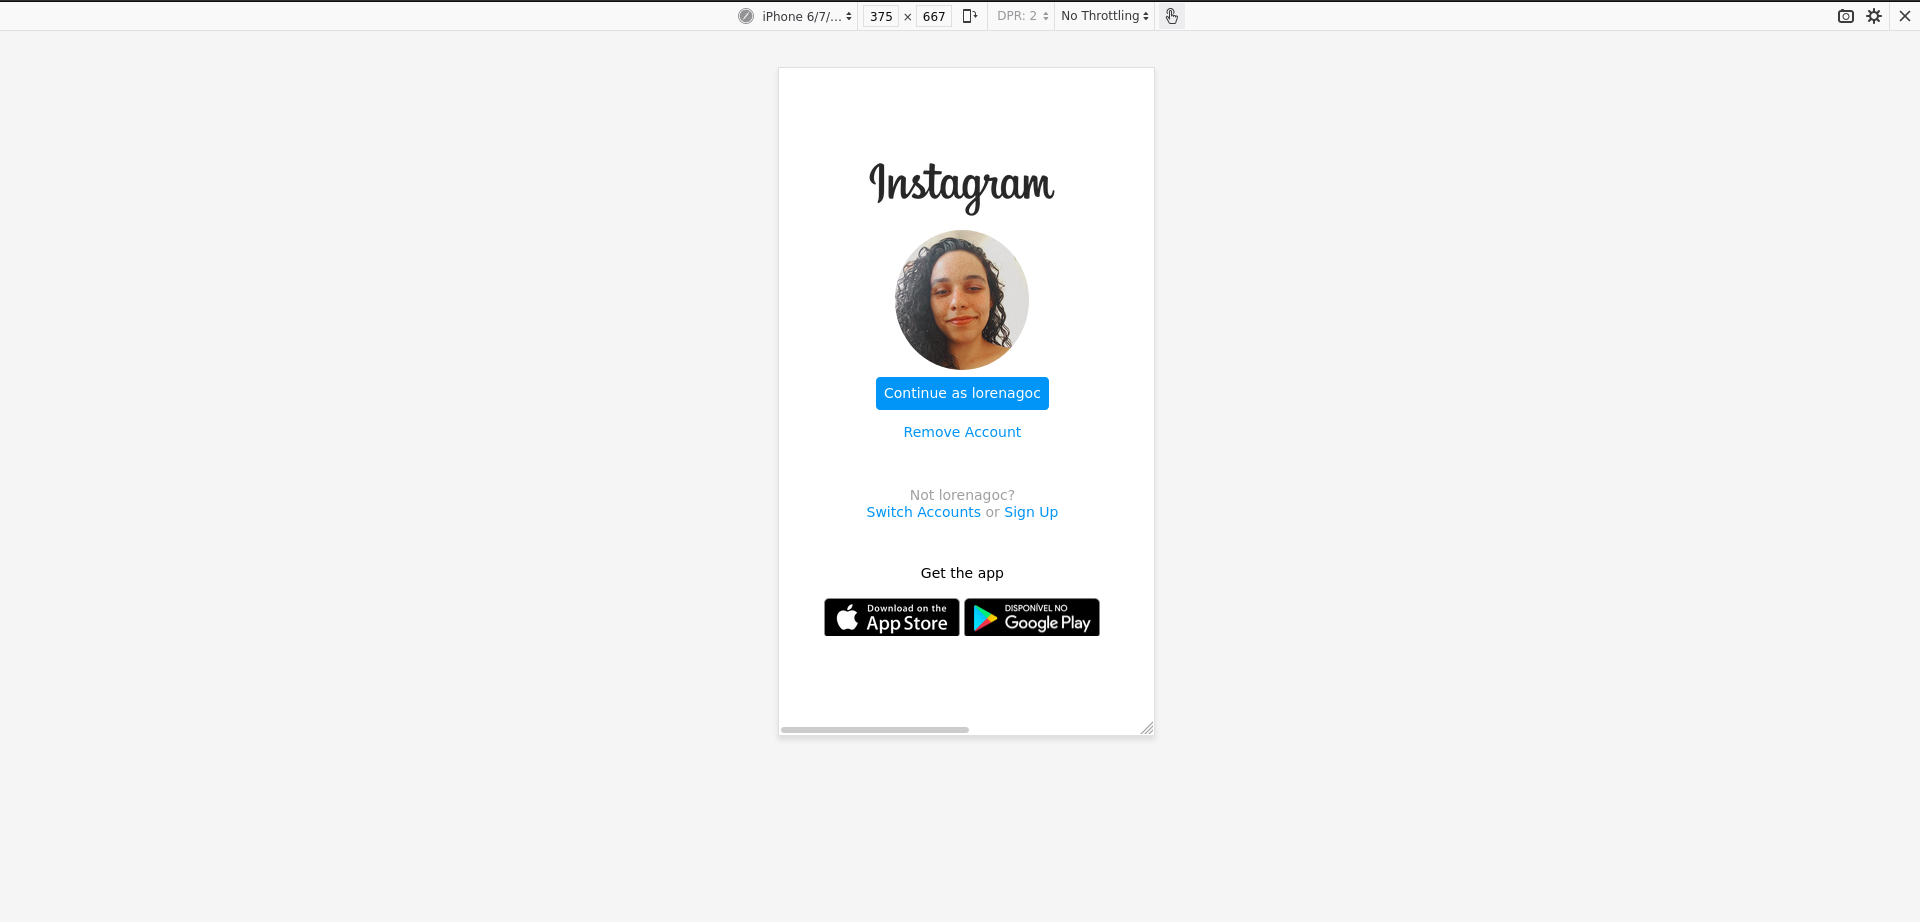 iPhone 6/7/... 375 × 667 DPR: 2 No Throttling
Instagram
Continue as lorenagoc
Remove Account
Not lorenagoc?
Switch Accounts or Sign Up
Get the app
Download on the
App Store
DISPONÍVEL NO
Google Play